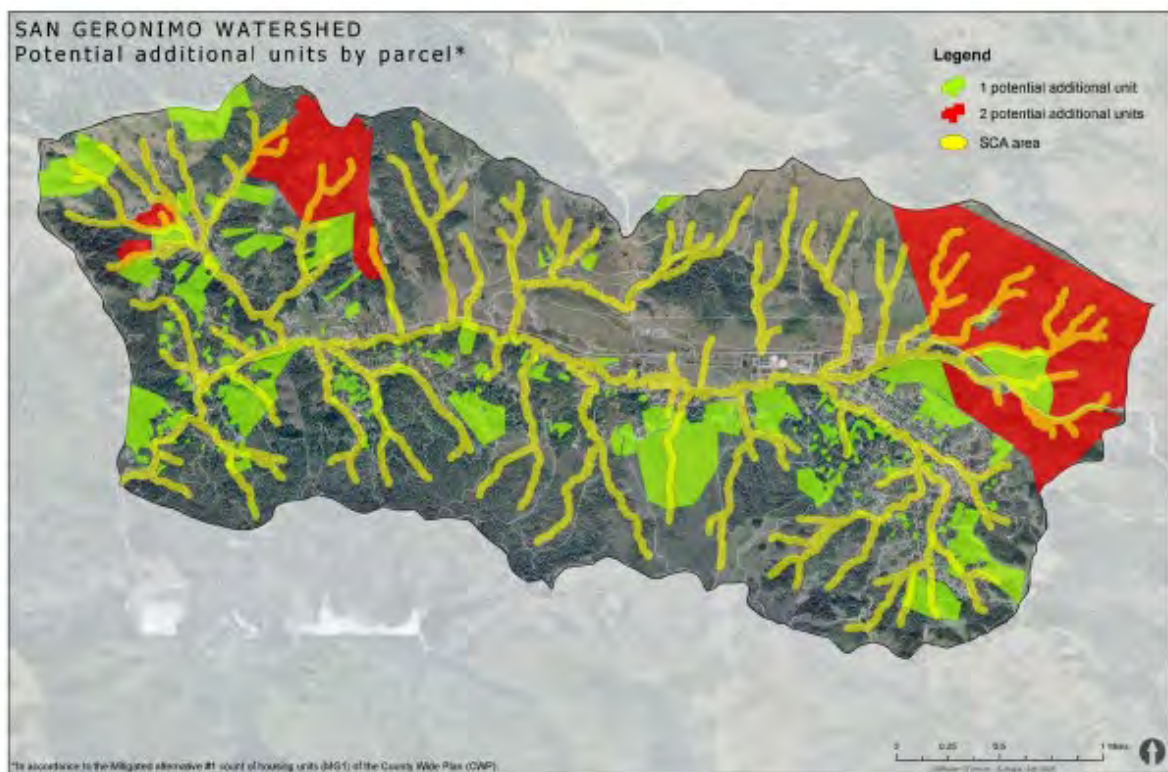 SAN GERONIMO WATERSHED
Potential additional units by parcel*
Legend
1 potential additional unit
2 potential additional units
SCA area
0 0.25 0.5 1 Miles
*In accordance to the Mitigated alternative #1 count of housing units (MG1) of the County Wide Plan (CWP).